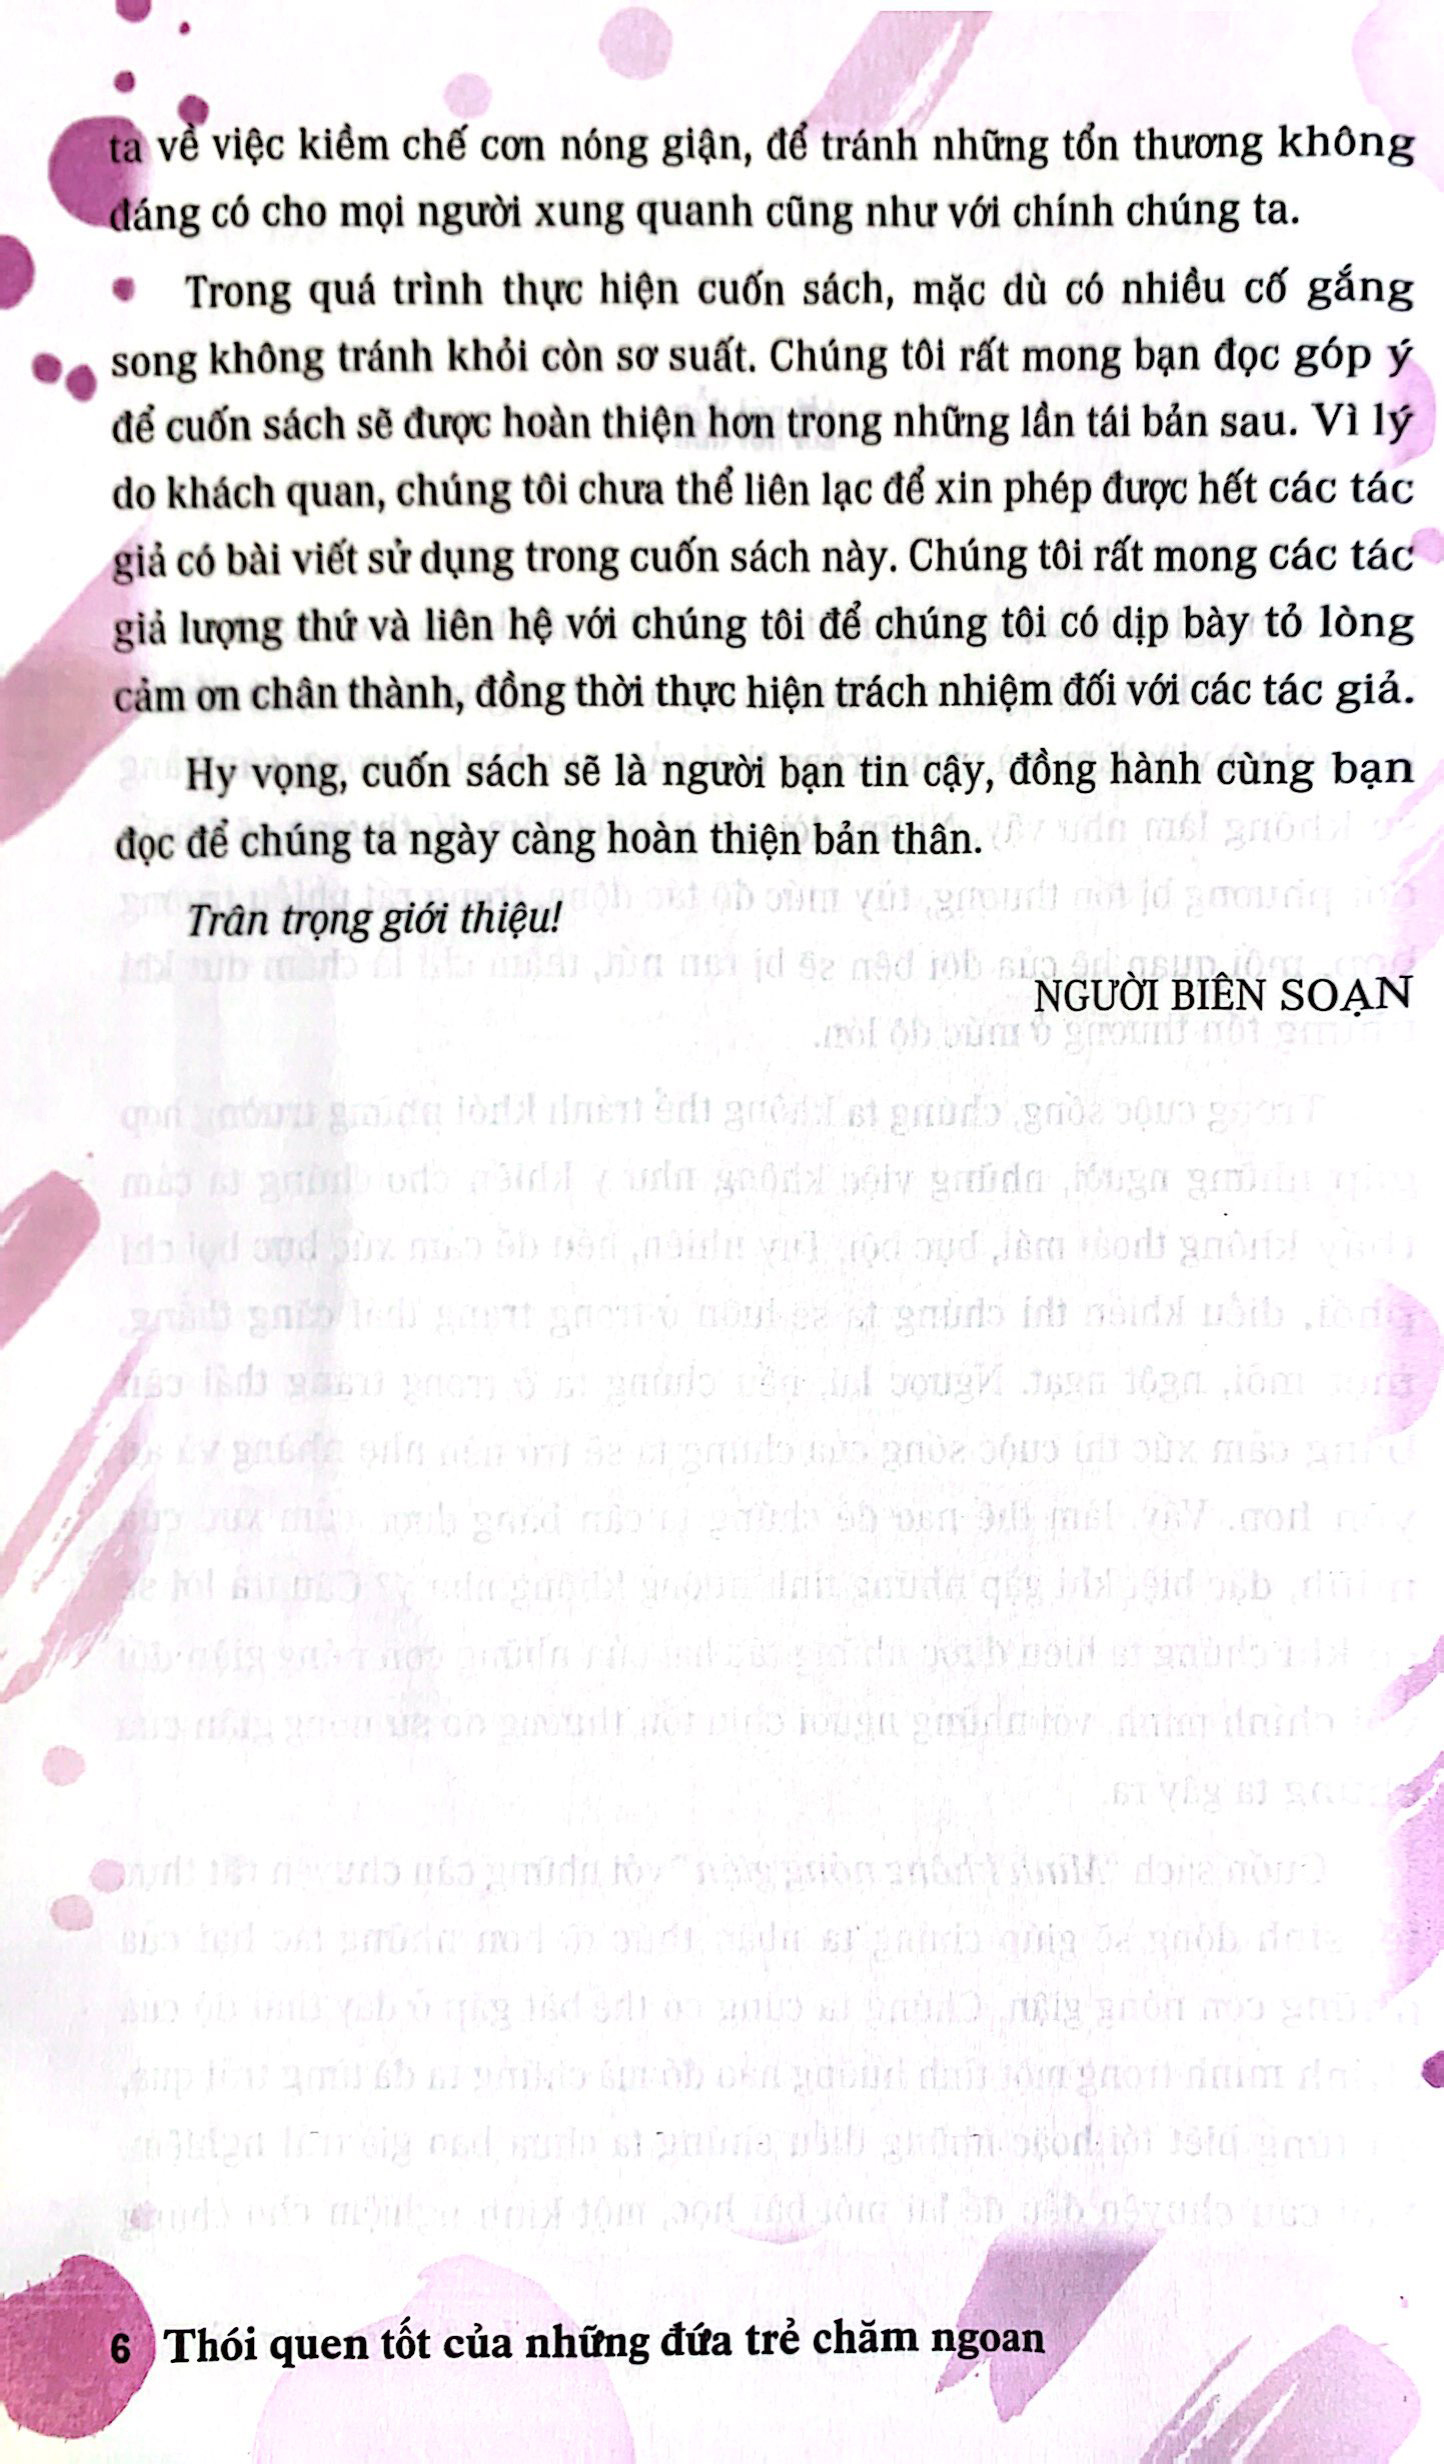 ta về việc kiềm chế cơn nóng giận, để tránh những tổn thương không
đáng có cho mọi người xung quanh cũng như với chính chúng ta.
Trong quá trình thực hiện cuốn sách, mặc dù có nhiều cố gắng
song không tránh khỏi còn sơ suất. Chúng tôi rất mong bạn đọc góp ý
để cuốn sách sẽ được hoàn thiện hơn trong những lần tái bản sau. Vì lý
do khách quan, chúng tôi chưa thể liên lạc để xin phép được hết các tác
giả có bài viết sử dụng trong cuốn sách này. Chúng tôi rất mong các tác
giả lượng thứ và liên hệ với chúng tôi để chúng tôi có dịp bày tỏ lòng
cảm ơn chân thành, đồng thời thực hiện trách nhiệm đối với các tác giả.
Hy vọng, cuốn sách sẽ là người bạn tin cậy, đồng hành cùng bạn
đọc để chúng ta ngày càng hoàn thiện bản thân.
Trân trọng giới thiệu!
NGƯỜI BIÊN SOẠN
6 Thói quen tốt của những đứa trẻ chăm ngoan